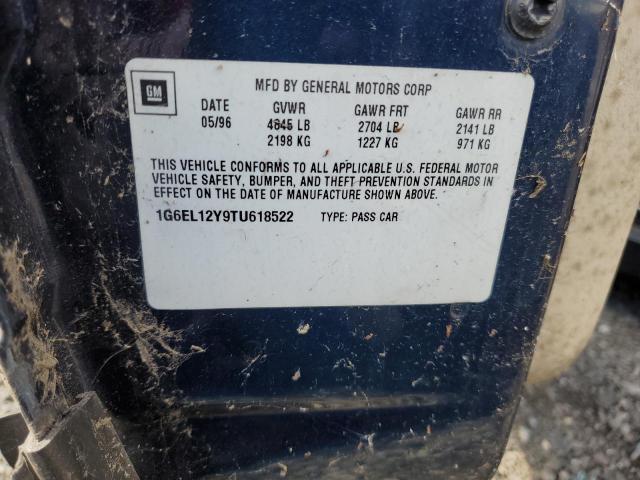 GM
MFD BY GENERAL MOTORS CORP
DATE GVWR GAWR FRT GAWR RR
05/96 4845 LB 2704 LB 2141 LB
2198 KG 1227 KG 971 KG
THIS VEHICLE CONFORMS TO ALL APPLICABLE U.S. FEDERAL MOTOR
VEHICLE SAFETY, BUMPER, AND THEFT PREVENTION STANDARDS IN
EFFECT ON THE DATE OF MANUFACTURE SHOWN ABOVE.
1G6EL12Y9TU618522 TYPE: PASS CAR